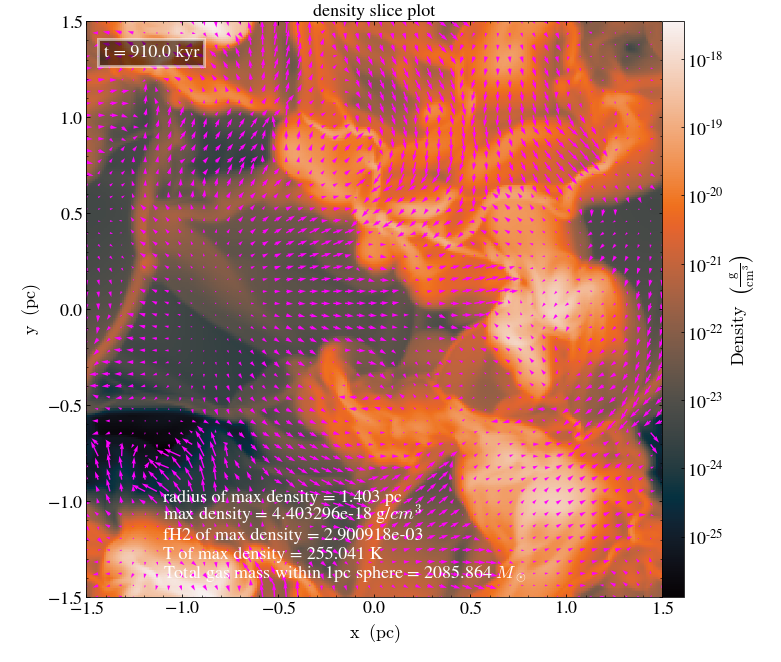 density slice plot
t = 910.0 kyr
1.5
1.0
0.5
0.0
−0.5
−1.0
−1.5
y (pc)
radius of max density = 1.403 pc
max density = 4.403296e-18 g/cm³
fH2 of max density = 2.900918e-03
T of max density = 255.041 K
Total gas mass within 1pc sphere = 2085.864 M☉
−1.5 −1.0 −0.5 0.0 0.5 1.0 1.5
x (pc)
10⁻¹⁸
10⁻¹⁹
10⁻²⁰
10⁻²¹
10⁻²²
10⁻²³
10⁻²⁴
10⁻²⁵
Density (g/cm³)